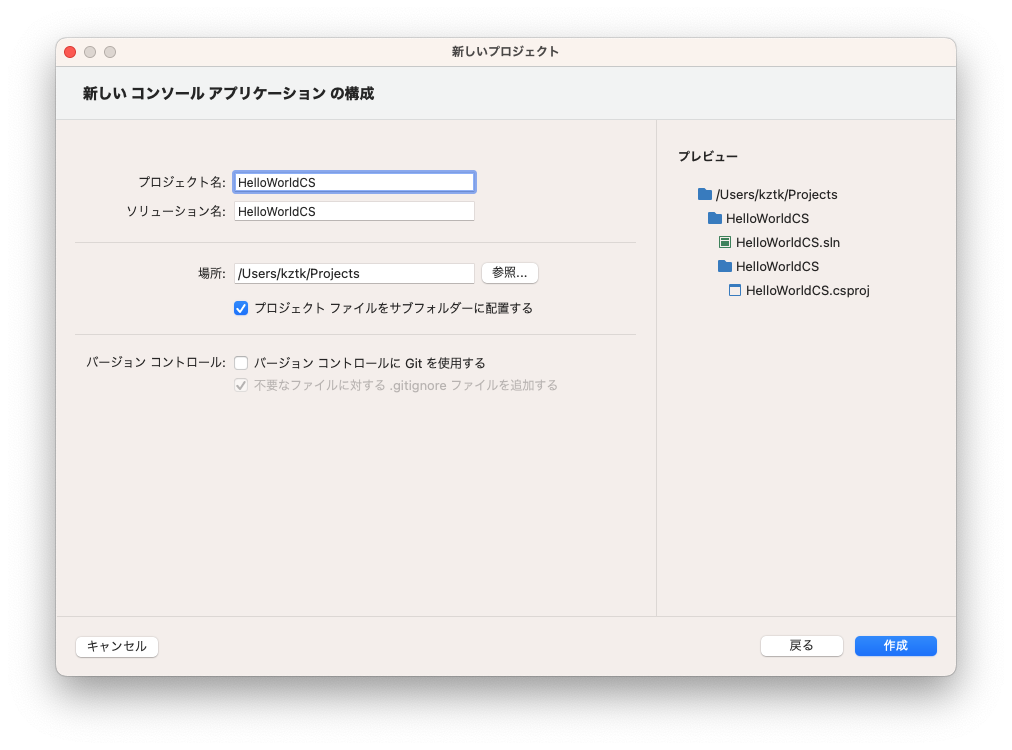 新しいプロジェクト
新しい コンソール アプリケーション の構成
プロジェクト名: HelloWorldCS
ソリューション名: HelloWorldCS
場所: /Users/kztk/Projects 参照...
プロジェクト ファイルをサブフォルダーに配置する
バージョン コントロール: バージョン コントロールに Git を使用する
不要なファイルに対する .gitignore ファイルを追加する
プレビュー
/Users/kztk/Projects
HelloWorldCS
HelloWorldCS.sln
HelloWorldCS
HelloWorldCS.csproj
キャンセル 戻る 作成